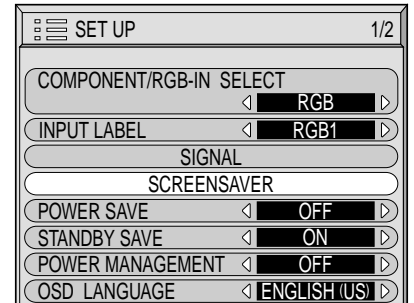 SET UP 1/2
COMPONENT/RGB-IN SELECT
RGB
INPUT LABEL RGB1
SIGNAL
SCREENSAVER
POWER SAVE OFF
STANDBY SAVE ON
POWER MANAGEMENT OFF
OSD LANGUAGE ENGLISH (US)